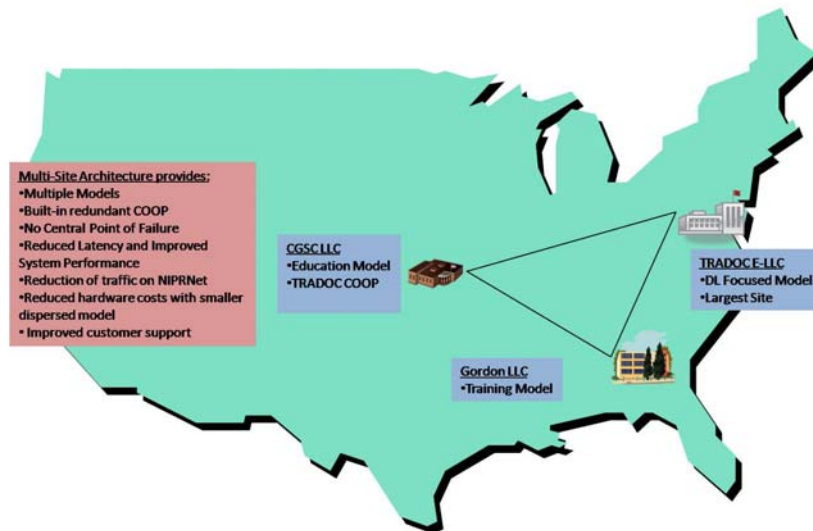 Multi-Site Architecture provides:
•Multiple Models
•Built-in redundant COOP
•No Central Point of Failure
•Reduced Latency and Improved
System Performance
•Reduction of traffic on NIPRNet
•Reduced hardware costs with smaller
dispersed model
• Improved customer support
CGSC LLC
•Education Model
•TRADOC COOP
TRADOC E-LLC
•DL Focused Model
•Largest Site
Gordon LLC
•Training Model